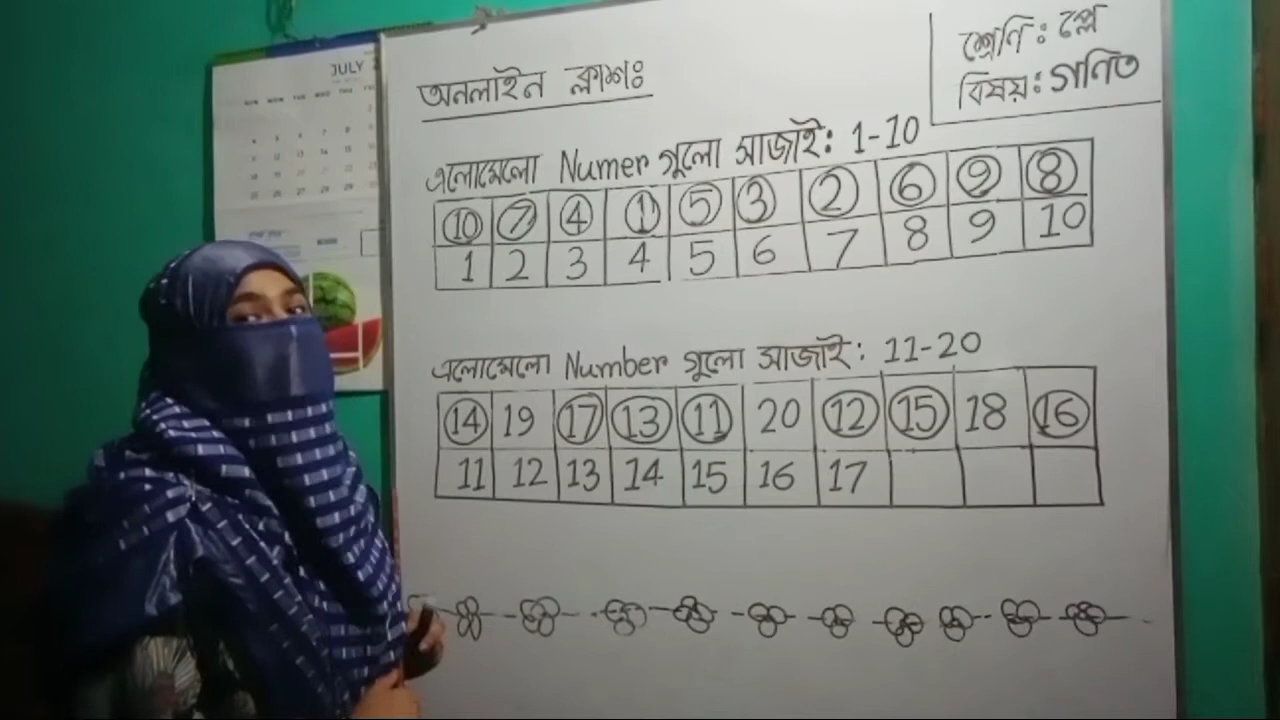 JULY
অনলাইন ক্লাশঃ
শ্রেণি : প্লে
বিষয়: গনিত
এলোমেলো Numer গুলো সাজাই: 1-10
10 7 4 1 5 3 2 6 9 8
1 2 3 4 5 6 7 8 9 10
এলোমেলো Number গুলো সাজাই: 11-20
14 19 17 13 11 20 12 15 18 16
11 12 13 14 15 16 17